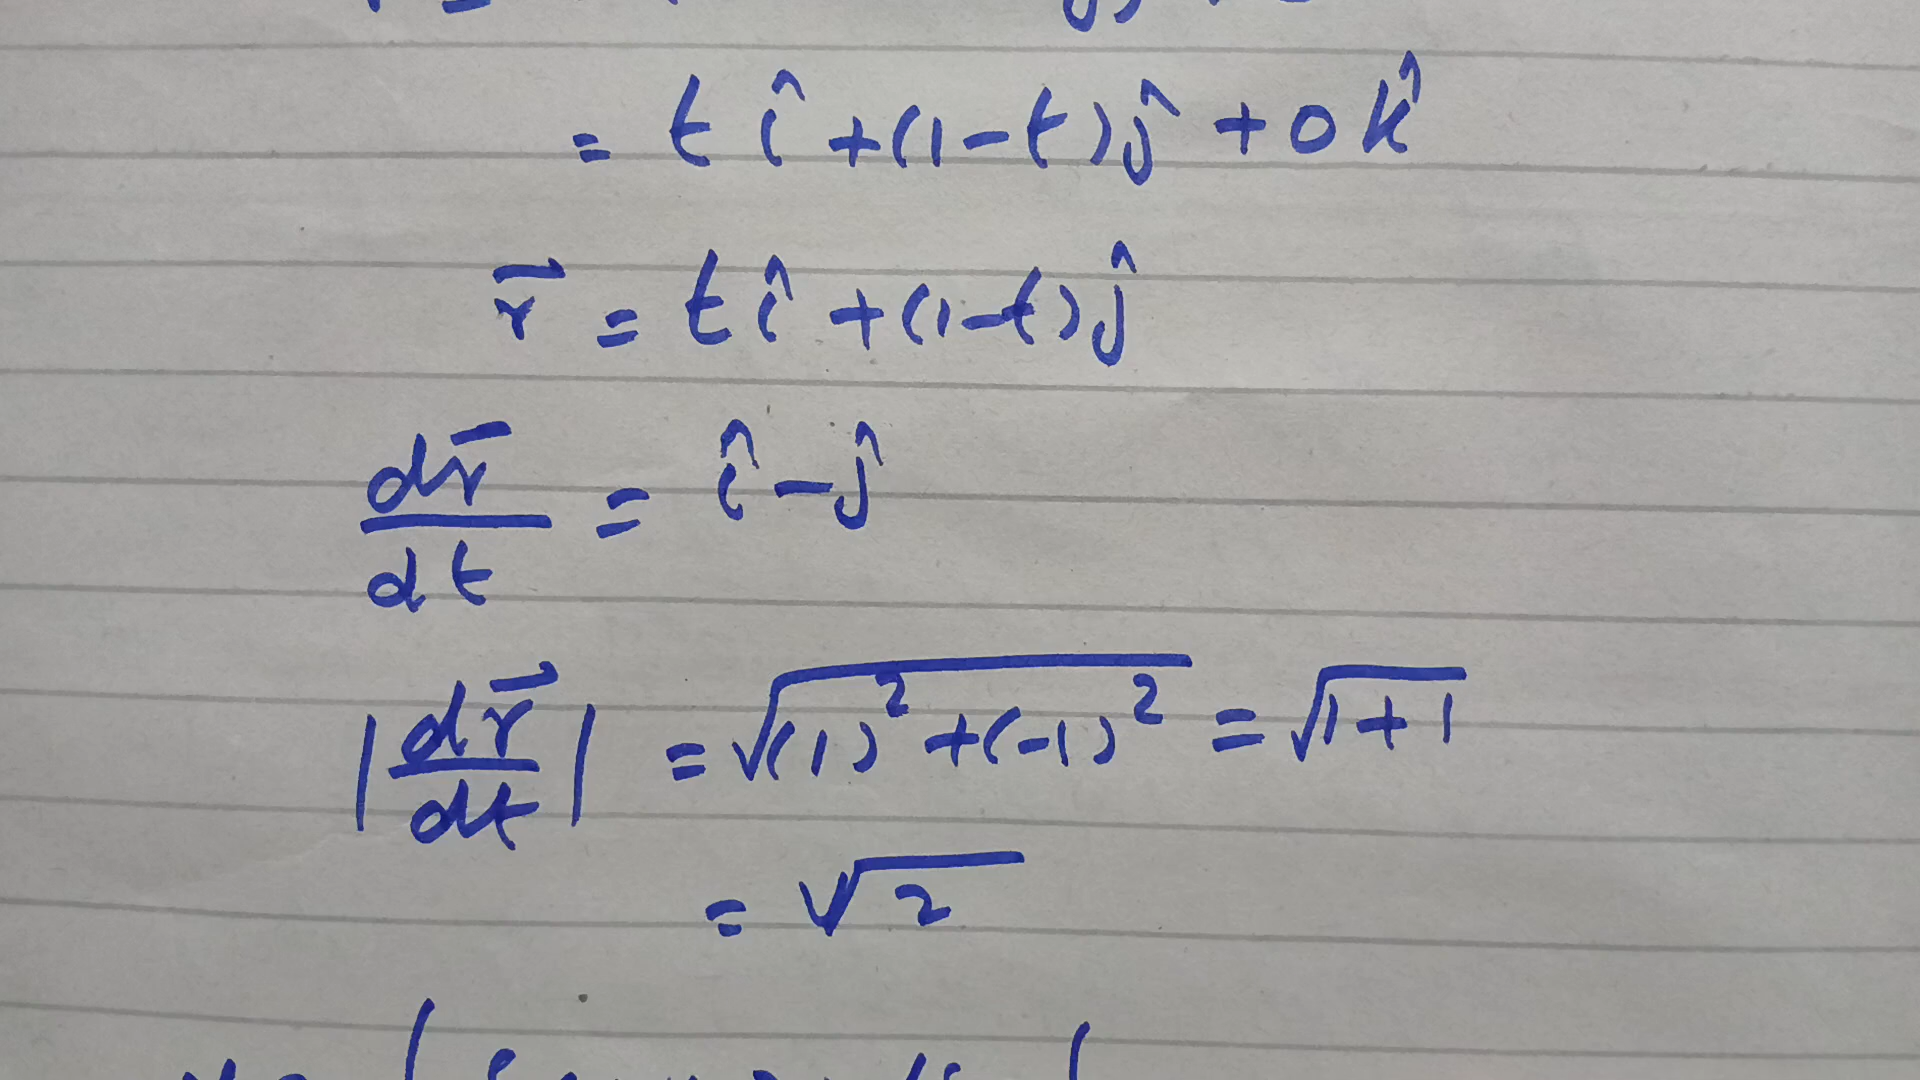 = t î + (1-t) ĵ + 0 k̂
r⃗ = t î + (1-t) ĵ
dr⃗/dt = î - ĵ
|dr⃗/dt| = √((1)² + (-1)²) = √(1+1)
= √2